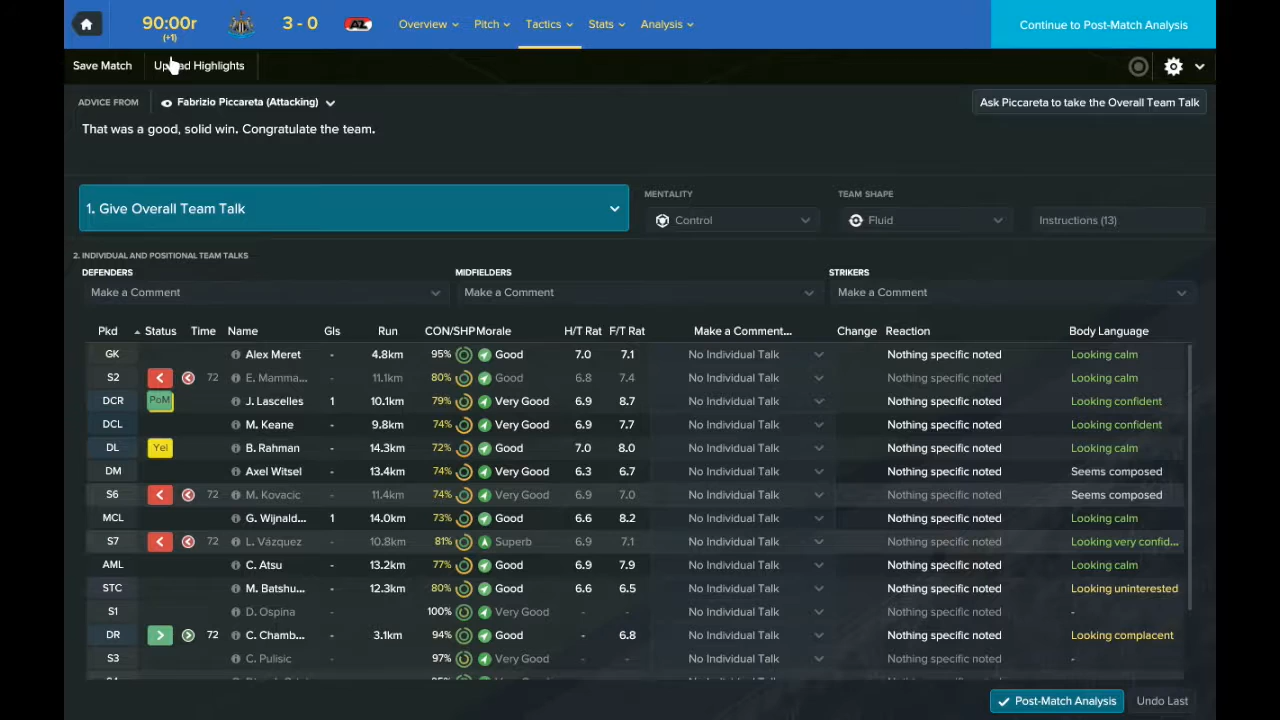 90:00r
(+1)
3 - 0
AZ
Overview
Pitch
Tactics
Stats
Analysis
Continue to Post-Match Analysis
Save Match
Upload Highlights
ADVICE FROM
Fabrizio Piccareta (Attacking)
Ask Piccareta to take the Overall Team Talk
That was a good, solid win. Congratulate the team.
1. Give Overall Team Talk
MENTALITY
TEAM SHAPE
Control
Fluid
Instructions (13)
2. INDIVIDUAL AND POSITIONAL TEAM TALKS
DEFENDERS
MIDFIELDERS
STRIKERS
Make a Comment
Make a Comment
Make a Comment
Pkd Status Time Name Gls Run CON/SHP Morale H/T Rat F/T Rat Make a Comment... Change Reaction Body Language
GK Alex Meret - 4.8km 95% Good 7.0 7.1 No Individual Talk Nothing specific noted Looking calm
S2 72 E. Mamma... - 11.1km 80% Good 6.8 7.4 No Individual Talk Nothing specific noted Looking calm
DCR PoM J. Lascelles 1 10.1km 79% Very Good 6.9 8.7 No Individual Talk Nothing specific noted Looking confident
DCL M. Keane - 9.8km 74% Very Good 6.9 7.7 No Individual Talk Nothing specific noted Looking confident
DL Yel B. Rahman - 14.3km 72% Good 7.0 8.0 No Individual Talk Nothing specific noted Looking calm
DM Axel Witsel - 13.4km 74% Very Good 6.3 6.7 No Individual Talk Nothing specific noted Seems composed
S6 72 M. Kovacic - 11.4km 74% Very Good 6.9 7.0 No Individual Talk Nothing specific noted Seems composed
MCL G. Wijnald... 1 14.0km 73% Good 6.6 8.2 No Individual Talk Nothing specific noted Looking calm
S7 72 L. Vázquez - 10.8km 81% Superb 6.9 7.1 No Individual Talk Nothing specific noted Looking very confid...
AML C. Atsu - 13.2km 77% Good 6.9 7.9 No Individual Talk Nothing specific noted Looking calm
STC M. Batshu... - 12.3km 80% Good 6.6 6.5 No Individual Talk Nothing specific noted Looking uninterested
S1 D. Ospina - 100% Very Good - - No Individual Talk Nothing specific noted -
DR 72 C. Chamb... - 3.1km 94% Good - 6.8 No Individual Talk Nothing specific noted Looking complacent
S3 C. Pulisic - 97% Very Good - - No Individual Talk Nothing specific noted -
Post-Match Analysis
Undo Last